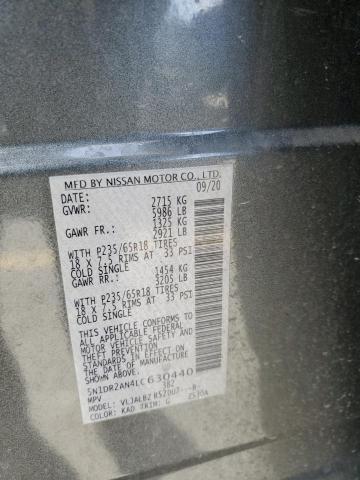 MFD BY NISSAN MOTOR CO., LTD.
DATE: 09/20
GVWR: 2715 KG
5986 LB
GAWR FR.: 1325 KG
2921 LB
WITH P235/65R18 TIRES
18 X 7.5 RIMS AT 33 PSI
COLD SINGLE
GAWR RR.: 1454 KG
3205 LB
WITH P235/65R18 TIRES
18 X 7.5 RIMS AT 33 PSI
COLD SINGLE
THIS VEHICLE CONFORMS TO
ALL APPLICABLE FEDERAL
MOTOR VEHICLE SAFETY
STANDARDS IN EFFECT ON
THE DATE OF MANUFACTURE
SHOWN ABOVE.
5N1DR2AN4LC630440
MPV
MODEL:
COLOR: KAD TRIM: G